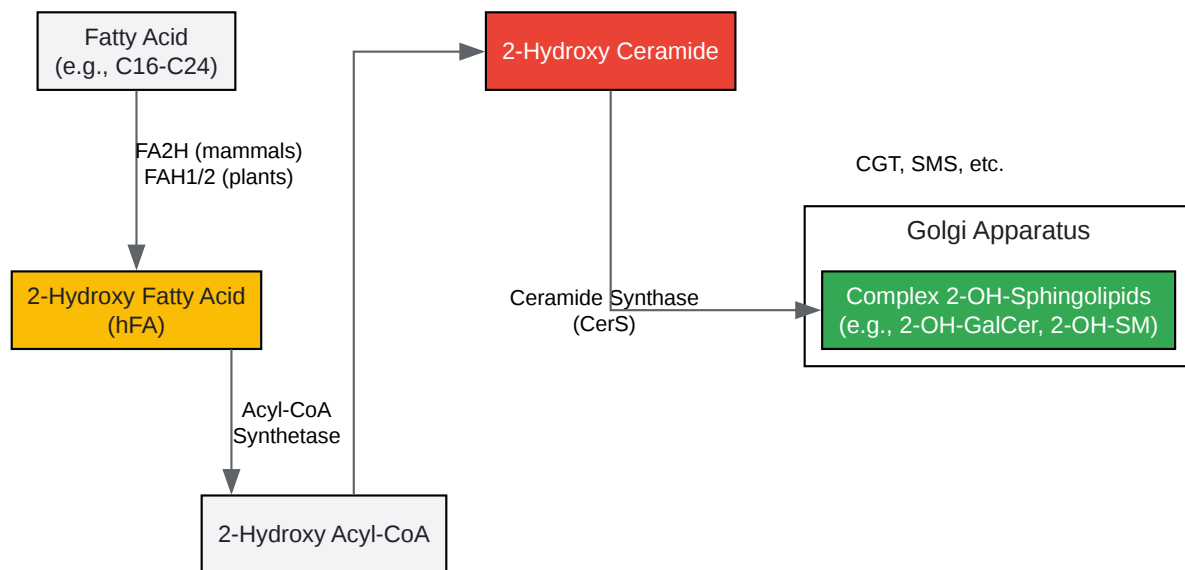 Fatty Acid
(e.g., C16-C24)
FA2H (mammals)
FAH1/2 (plants)
2-Hydroxy Fatty Acid
(hFA)
Acyl-CoA
Synthetase
2-Hydroxy Acyl-CoA
2-Hydroxy Ceramide
Ceramide Synthase
(CerS)
CGT, SMS, etc.
Golgi Apparatus
Complex 2-OH-Sphingolipids
(e.g., 2-OH-GalCer, 2-OH-SM)